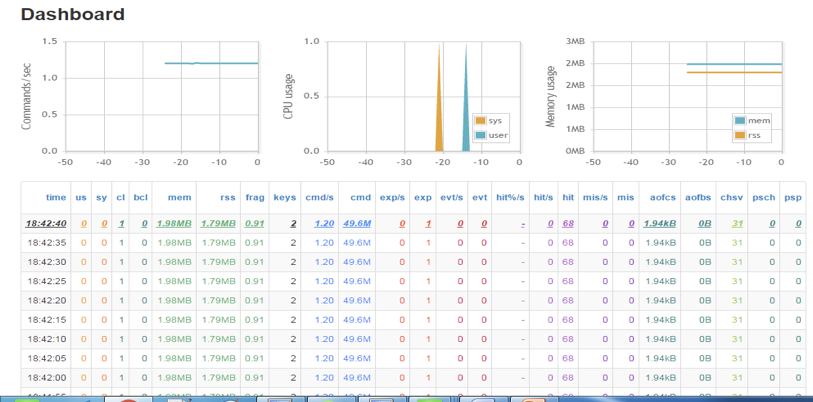 Dashboard
Commands/sec
1.5
1.0
0.5
0.0
-50 -40 -30 -20 -10 0
CPU usage
1.0
0.5
0.0
sys
user
-50 -40 -30 -20 -10 0
Memory usage
3MB
2MB
2MB
1MB
1MB
0MB
mem
rss
-50 -40 -30 -20 -10 0
time us sy cl bcl mem rss frag keys cmd/s cmd exp/s exp evt/s evt hit%/s hit/s hit mis/s mis aofcs aofbs chsv psch psp
18:42:40 0 0 1 0 1.98MB 1.79MB 0.91 2 1.20 49.6M 0 1 0 0 - 0 68 0 0 1.94kB 0B 31 0 0
18:42:35 0 0 1 0 1.98MB 1.79MB 0.91 2 1.20 49.6M 0 1 0 0 - 0 68 0 0 1.94kB 0B 31 0 0
18:42:30 0 0 1 0 1.98MB 1.79MB 0.91 2 1.20 49.6M 0 1 0 0 - 0 68 0 0 1.94kB 0B 31 0 0
18:42:25 0 0 1 0 1.98MB 1.79MB 0.91 2 1.20 49.6M 0 1 0 0 - 0 68 0 0 1.94kB 0B 31 0 0
18:42:20 0 0 1 0 1.98MB 1.79MB 0.91 2 1.20 49.6M 0 1 0 0 - 0 68 0 0 1.94kB 0B 31 0 0
18:42:15 0 0 1 0 1.98MB 1.79MB 0.91 2 1.20 49.6M 0 1 0 0 - 0 68 0 0 1.94kB 0B 31 0 0
18:42:10 0 0 1 0 1.98MB 1.79MB 0.91 2 1.20 49.6M 0 1 0 0 - 0 68 0 0 1.94kB 0B 31 0 0
18:42:05 0 0 1 0 1.98MB 1.79MB 0.91 2 1.20 49.6M 0 1 0 0 - 0 68 0 0 1.94kB 0B 31 0 0
18:42:00 0 0 1 0 1.98MB 1.79MB 0.91 2 1.20 49.6M 0 1 0 0 - 0 68 0 0 1.94kB 0B 31 0 0